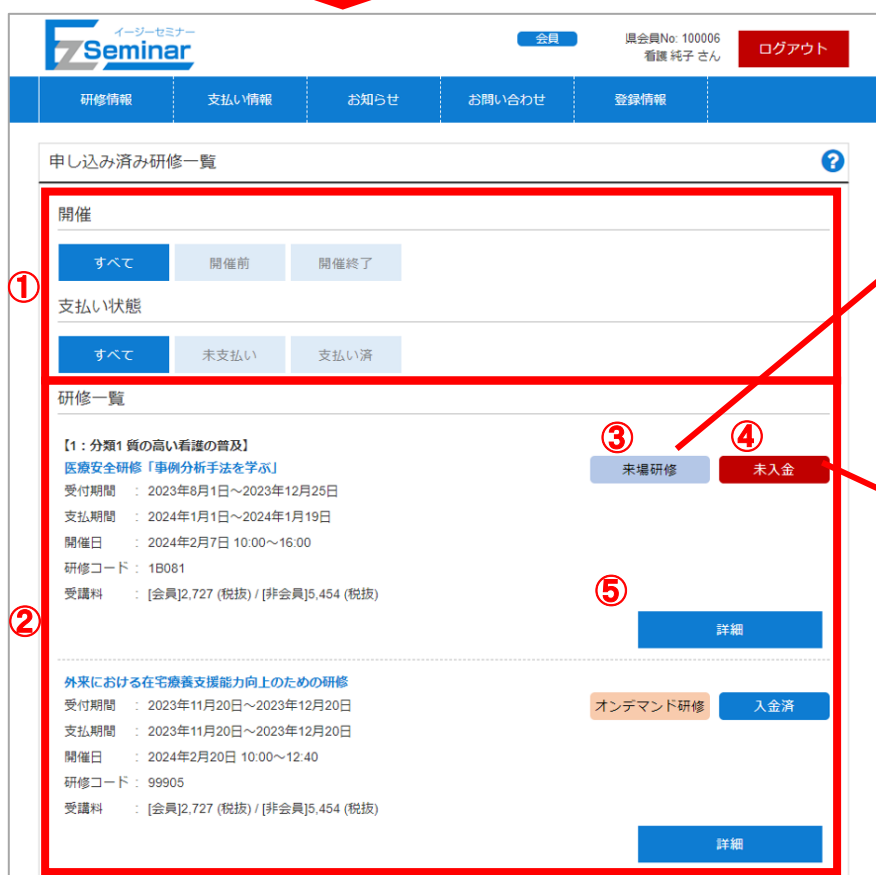 イージーセミナー
EZSeminar
会員
県会員No: 100006
看護 純子 さん
ログアウト
研修情報 支払い情報 お知らせ お問い合わせ 登録情報
申し込み済み研修一覧
?
開催
すべて 開催前 開催終了
①
支払い状態
すべて 未支払い 支払い済
研修一覧
【1：分類1 質の高い看護の普及】
③ ④
医療安全研修「事例分析手法を学ぶ」 来場研修 未入金
受付期間 : 2023年8月1日～2023年12月25日
支払期間 : 2024年1月1日～2024年1月19日
開催日 : 2024年2月7日 10:00～16:00
研修コード : 1B081
受講料 : [会員]2,727 (税抜) / [非会員]5,454 (税抜)
⑤
②
詳細
外来における在宅療養支援能力向上のための研修
受付期間 : 2023年11月20日～2023年12月20日 オンデマンド研修 入金済
支払期間 : 2023年11月20日～2023年12月20日
開催日 : 2024年2月20日 10:00～12:40
研修コード : 99905
受講料 : [会員]2,727 (税抜) / [非会員]5,454 (税抜)
詳細